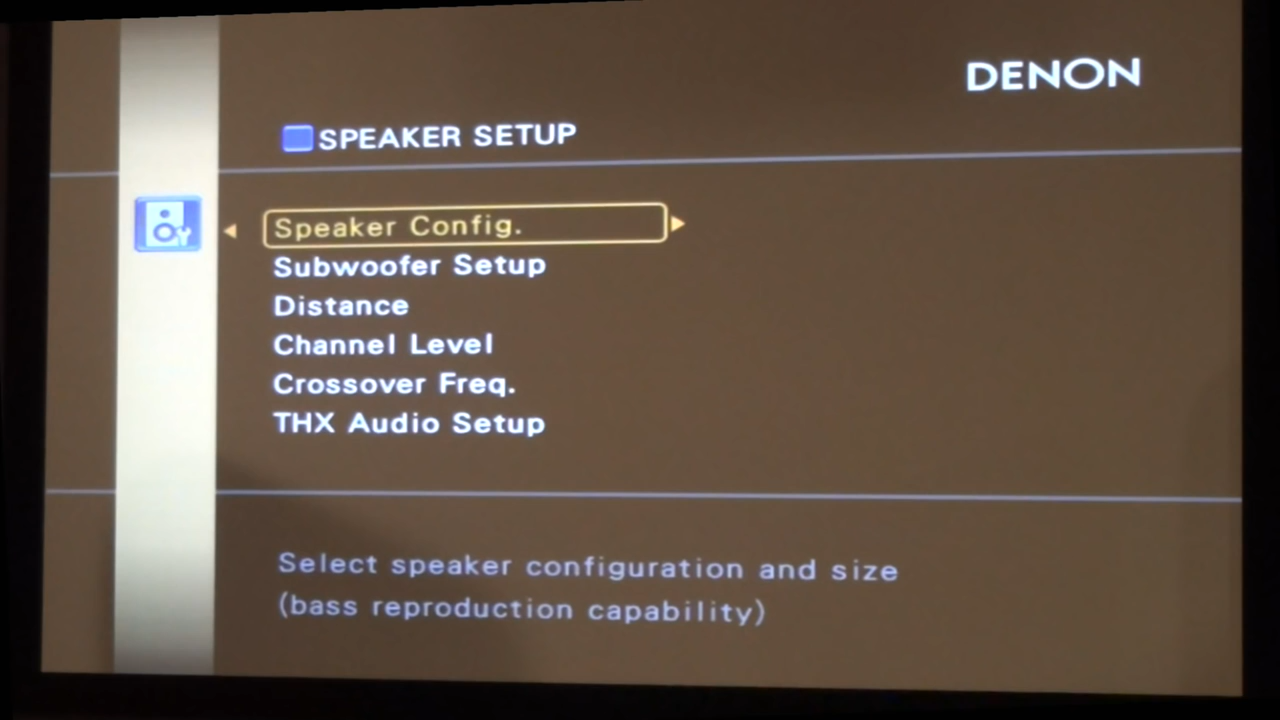 DENON
SPEAKER SETUP
Speaker Config.
Subwoofer Setup
Distance
Channel Level
Crossover Freq.
THX Audio Setup
Select speaker configuration and size
(bass reproduction capability)